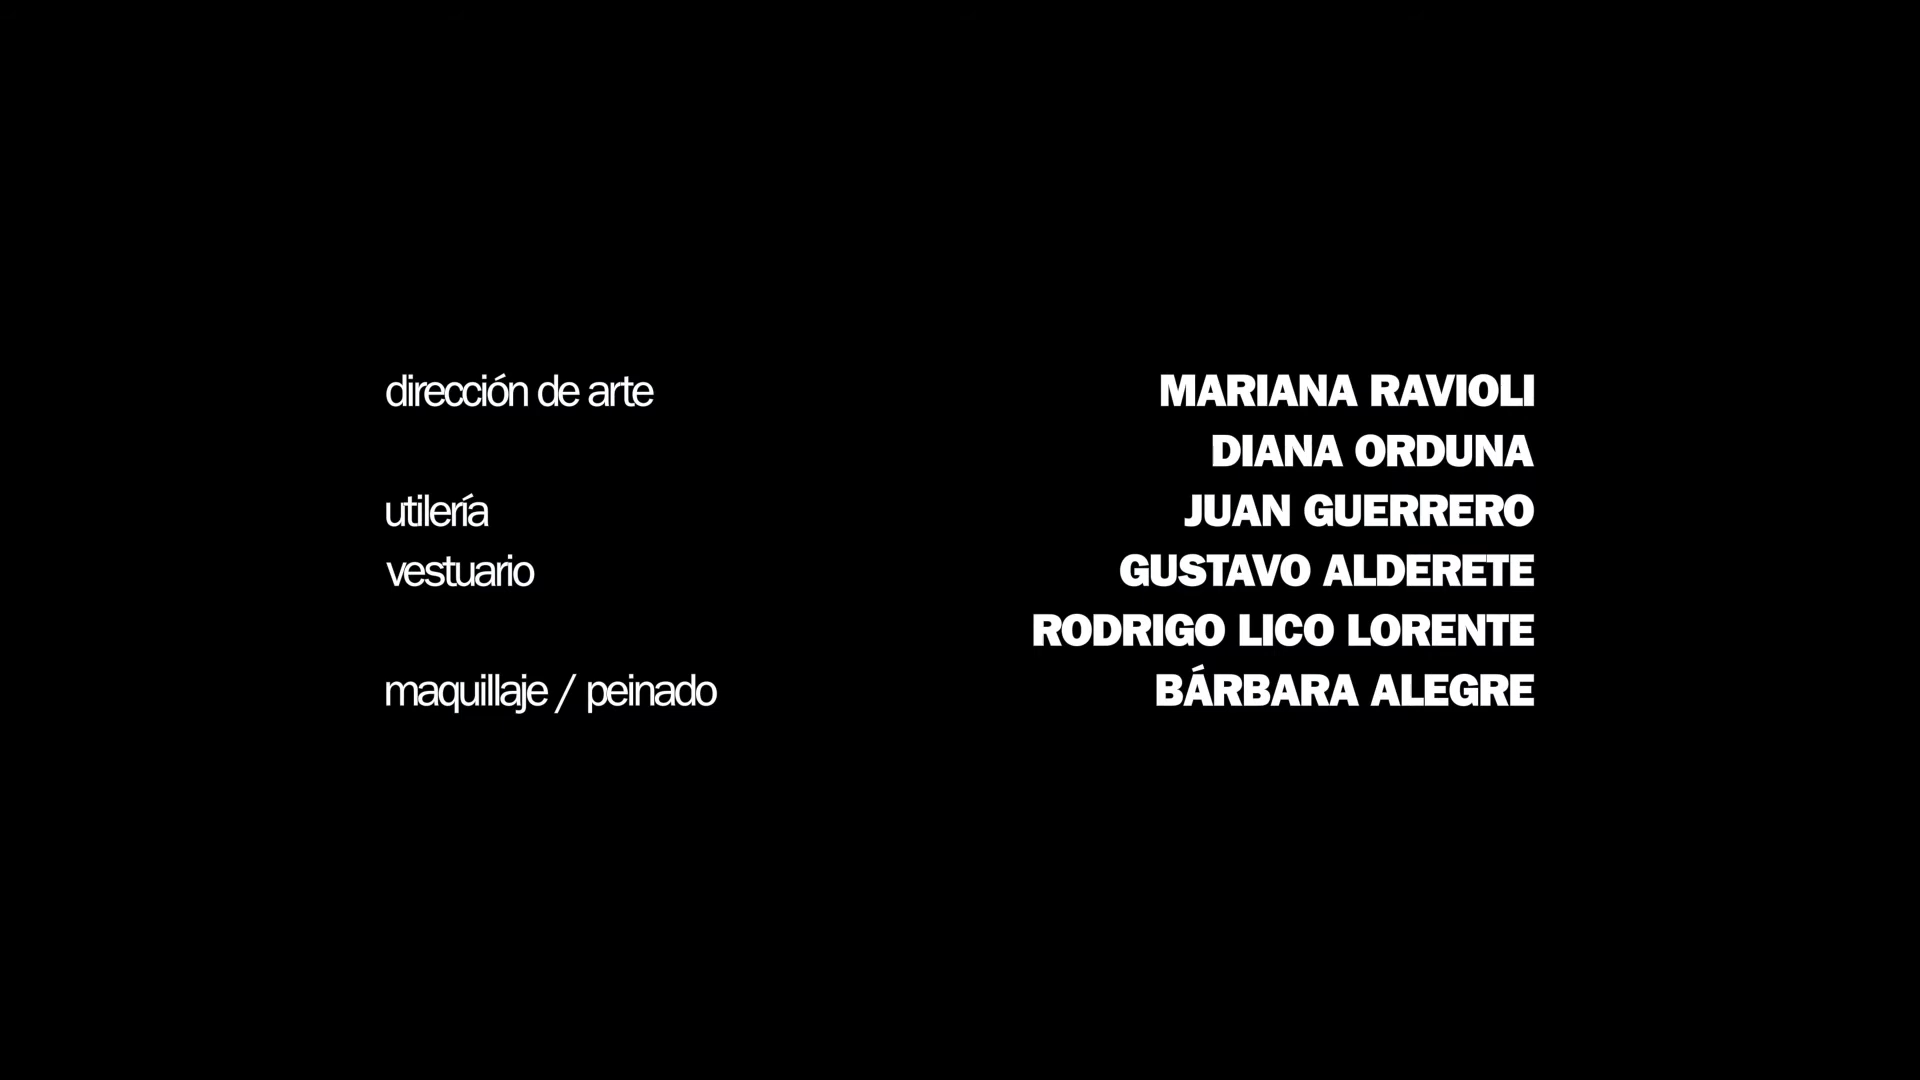 dirección de arte MARIANA RAVIOLI
DIANA ORDUNA
utilería JUAN GUERRERO
vestuario GUSTAVO ALDERETE
RODRIGO LICO LORENTE
maquillaje / peinado BÁRBARA ALEGRE